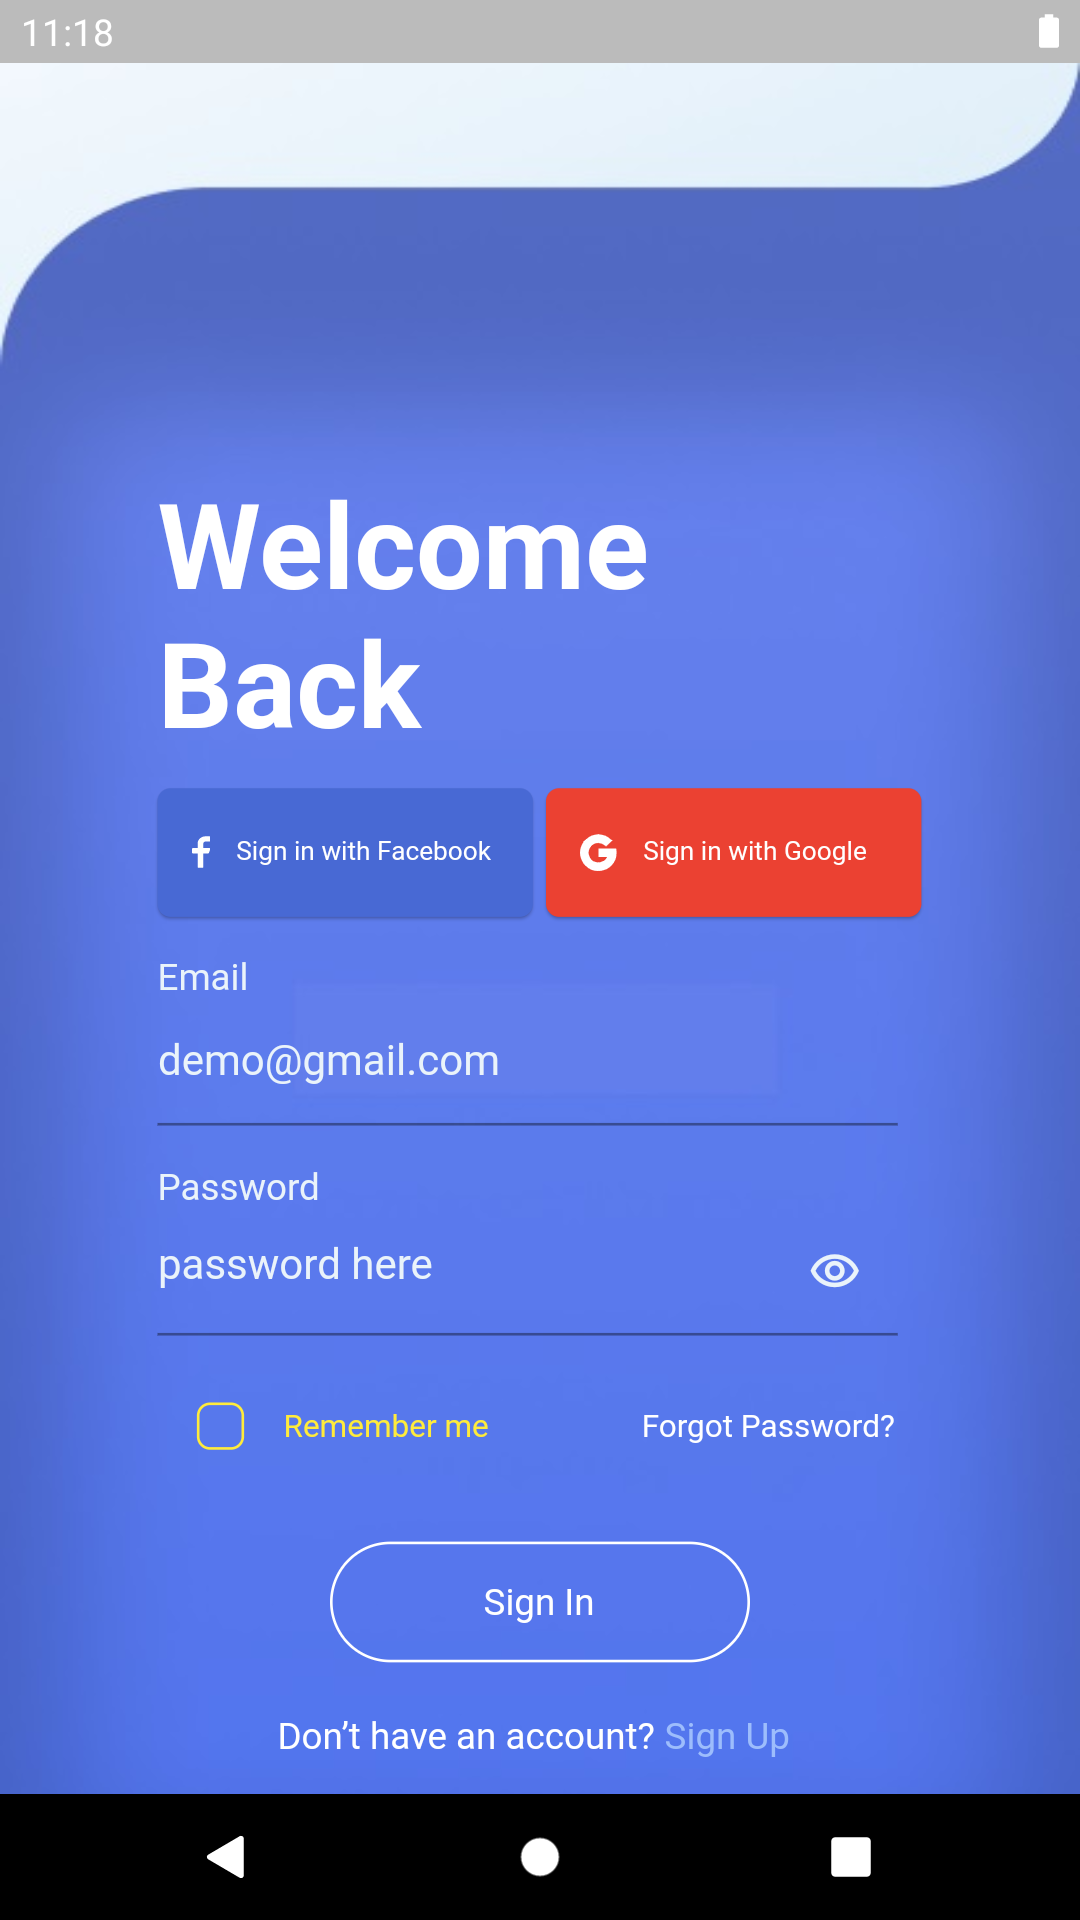 11:18
Welcome
Back
Sign in with Facebook
Sign in with Google
Email
demo@gmail.com
Password
password here
Remember me
Forgot Password?
Sign In
Don’t have an account? Sign Up